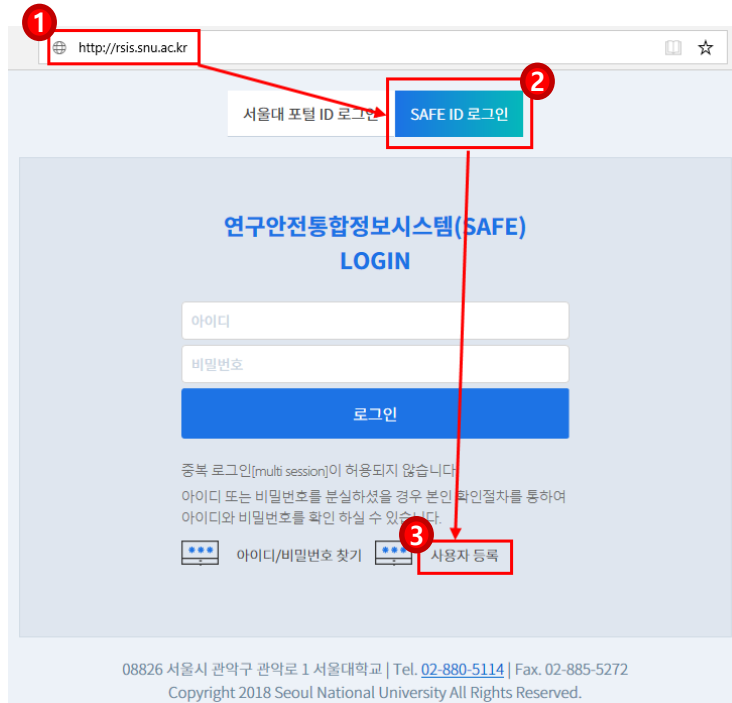 1
http://rsis.snu.ac.kr
2
서울대 포털 ID 로그인
SAFE ID 로그인
연구안전통합정보시스템(SAFE)
LOGIN
아이디
비밀번호
로그인
중복 로그인[multi session]이 허용되지 않습니다.
아이디 또는 비밀번호를 분실하셨을 경우 본인 확인절차를 통하여
아이디와 비밀번호를 확인 하실 수 있습니다.
3
아이디/비밀번호 찾기
사용자 등록
08826 서울시 관악구 관악로 1 서울대학교 | Tel. 02-880-5114 | Fax. 02-885-5272
Copyright 2018 Seoul National University All Rights Reserved.